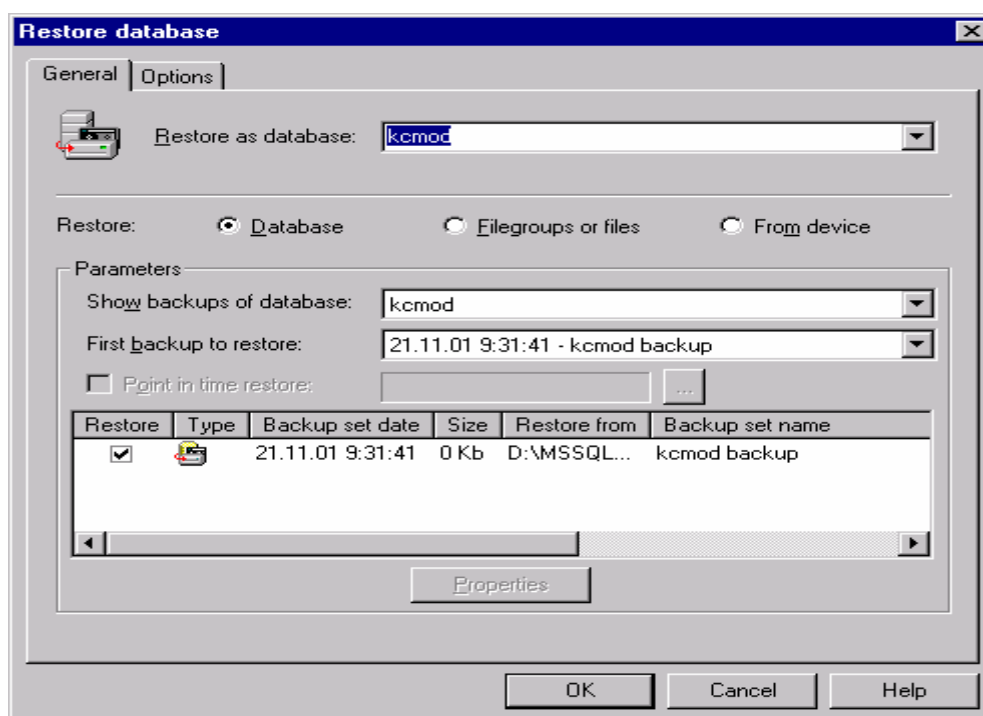 Restore database
General Options
Restore as database: kcmod
Restore: Database Filegroups or files From device
Parameters
Show backups of database: kcmod
First backup to restore: 21.11.01 9:31:41 - kcmod backup
Point in time restore: ...
Restore Type Backup set date Size Restore from Backup set name
21.11.01 9:31:41 0 Kb D:\MSSQL... kcmod backup
Properties
OK Cancel Help